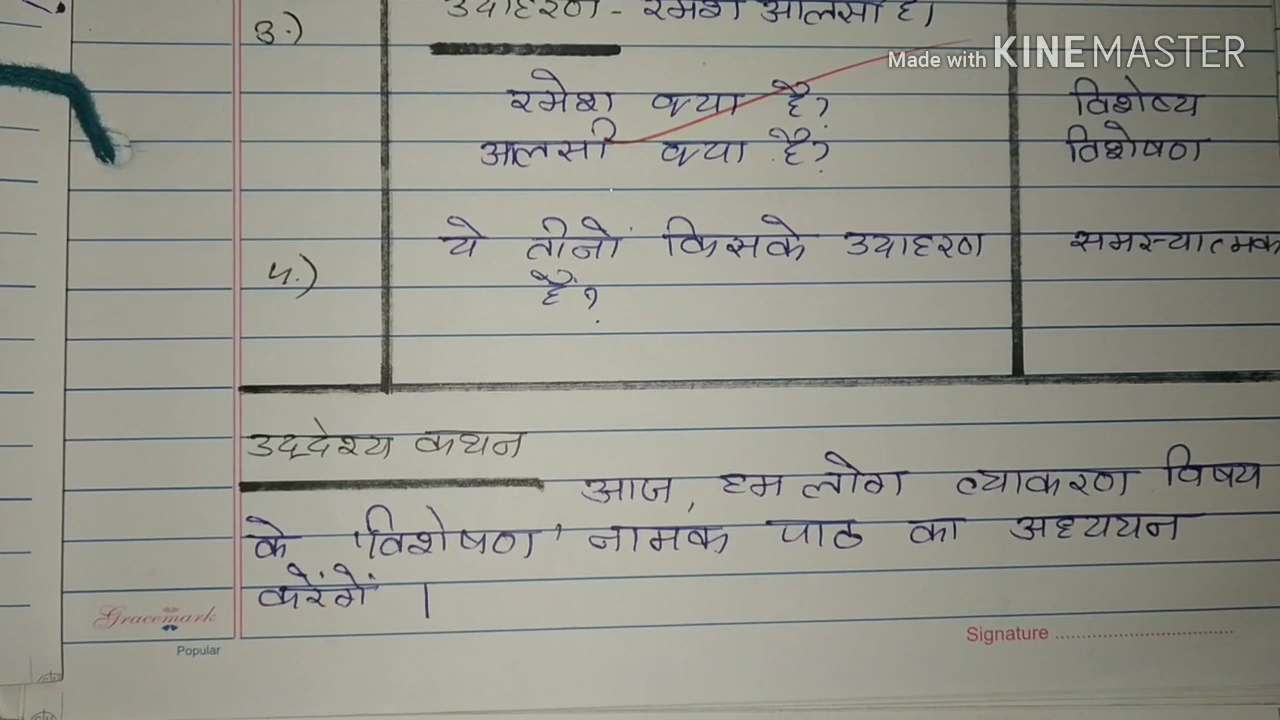 उदाहरण - रमेश आलसी है।
3.)
Made with KINEMASTER
रमेश क्या है? विशेष्य
आलसी क्या है? विशेषण
ये तीनों किसके उदाहरण समस्यात्मक
4.)
हैं?
उद्देश्य कथन
आज, हम लोग व्याकरण विषय
के 'विशेषण' नामक पाठ का अध्ययन
करेंगें |
Gracemark
Popular
Signature